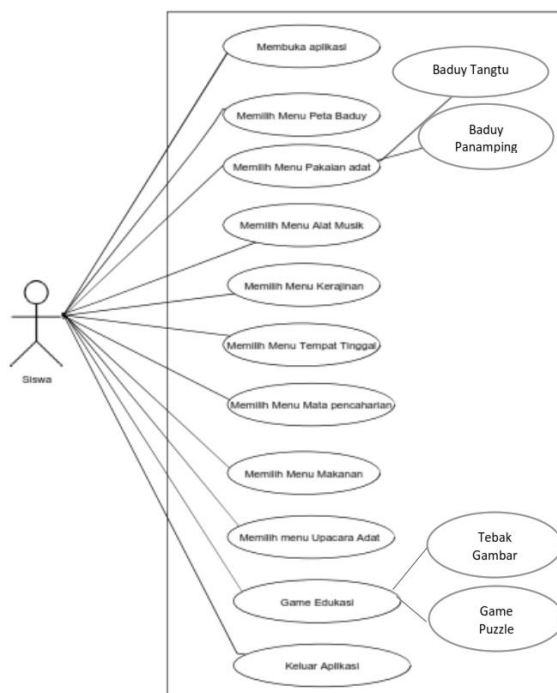 Membuka aplikasi
Baduy Tangtu
Memilih Menu Peta Baduy
Baduy
Panamping
Memilih Menu Pakaian adat
Memilih Menu Alat Musik
Memilih Menu Kerajinan
Memilih Menu Tempat Tinggal
Siswa
Memilih Menu Mata pencaharian
Memilih Menu Makanan
Memilih menu Upacara Adat
Tebak
Gambar
Game Edukasi
Game
Puzzle
Keluar Aplikasi